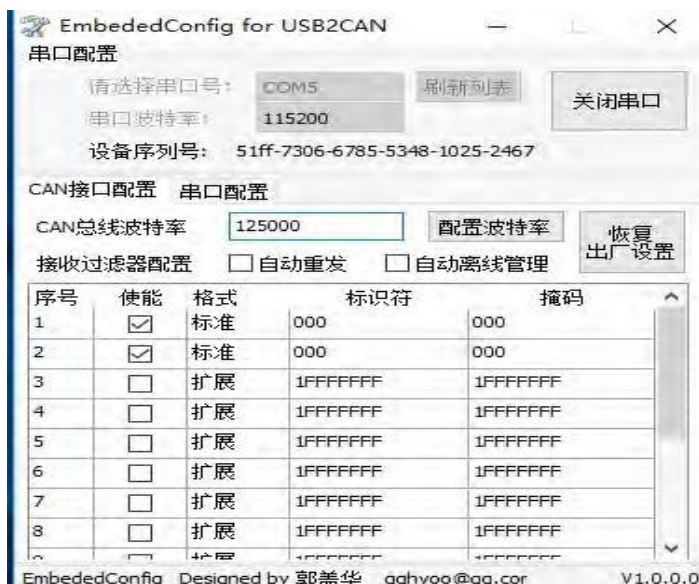 EmbededConfig for USB2CAN
串口配置
请选择串口号: COM5 刷新列表
关闭串口
串口波特率: 115200
设备序列号: 51ff-7306-6785-5348-1025-2467
CAN接口配置 串口配置
CAN总线波特率 125000 配置波特率
恢复
出厂设置
接收过滤器配置 自动重发 自动离线管理
序号 使能 格式 标识符 掩码
1 标准 000 000
2 标准 000 000
3 扩展 1FFFFFFF 1FFFFFFF
4 扩展 1FFFFFFF 1FFFFFFF
5 扩展 1FFFFFFF 1FFFFFFF
6 扩展 1FFFFFFF 1FFFFFFF
7 扩展 1FFFFFFF 1FFFFFFF
8 扩展 1FFFFFFF 1FFFFFFF
EmbededConfig Designed by 郭盖华 gghyoo@qq.cor V1.0.0.0